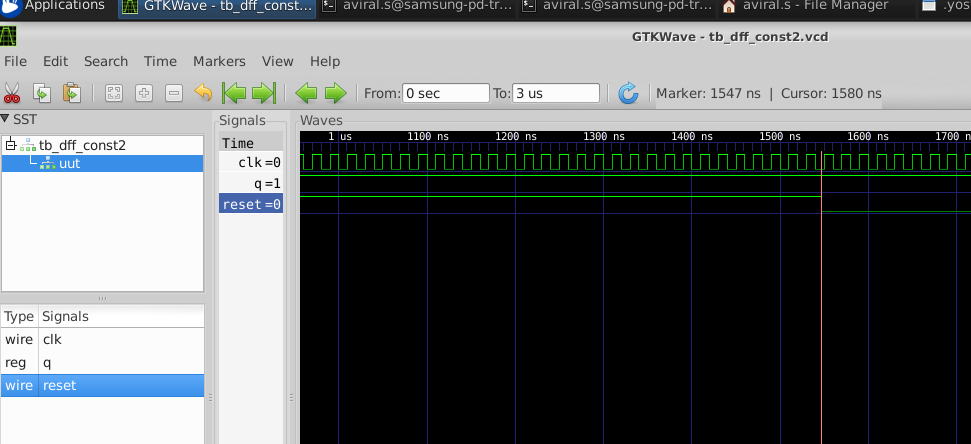 Applications GTKWave - tb_dff_const... aviral.s@samsung-pd-tr... aviral.s@samsung-pd-tr... aviral.s - File Manager .yos
GTKWave - tb_dff_const2.vcd
File Edit Search Time Markers View Help
From: 0 sec To: 3 us Marker: 1547 ns | Cursor: 1580 ns
SST
tb_dff_const2
uut
Type Signals
wire clk
reg q
wire reset
Signals
Time
clk=0
q=1
reset=0
Waves
1 us 1100 ns 1200 ns 1300 ns 1400 ns 1500 ns 1600 ns 1700 n